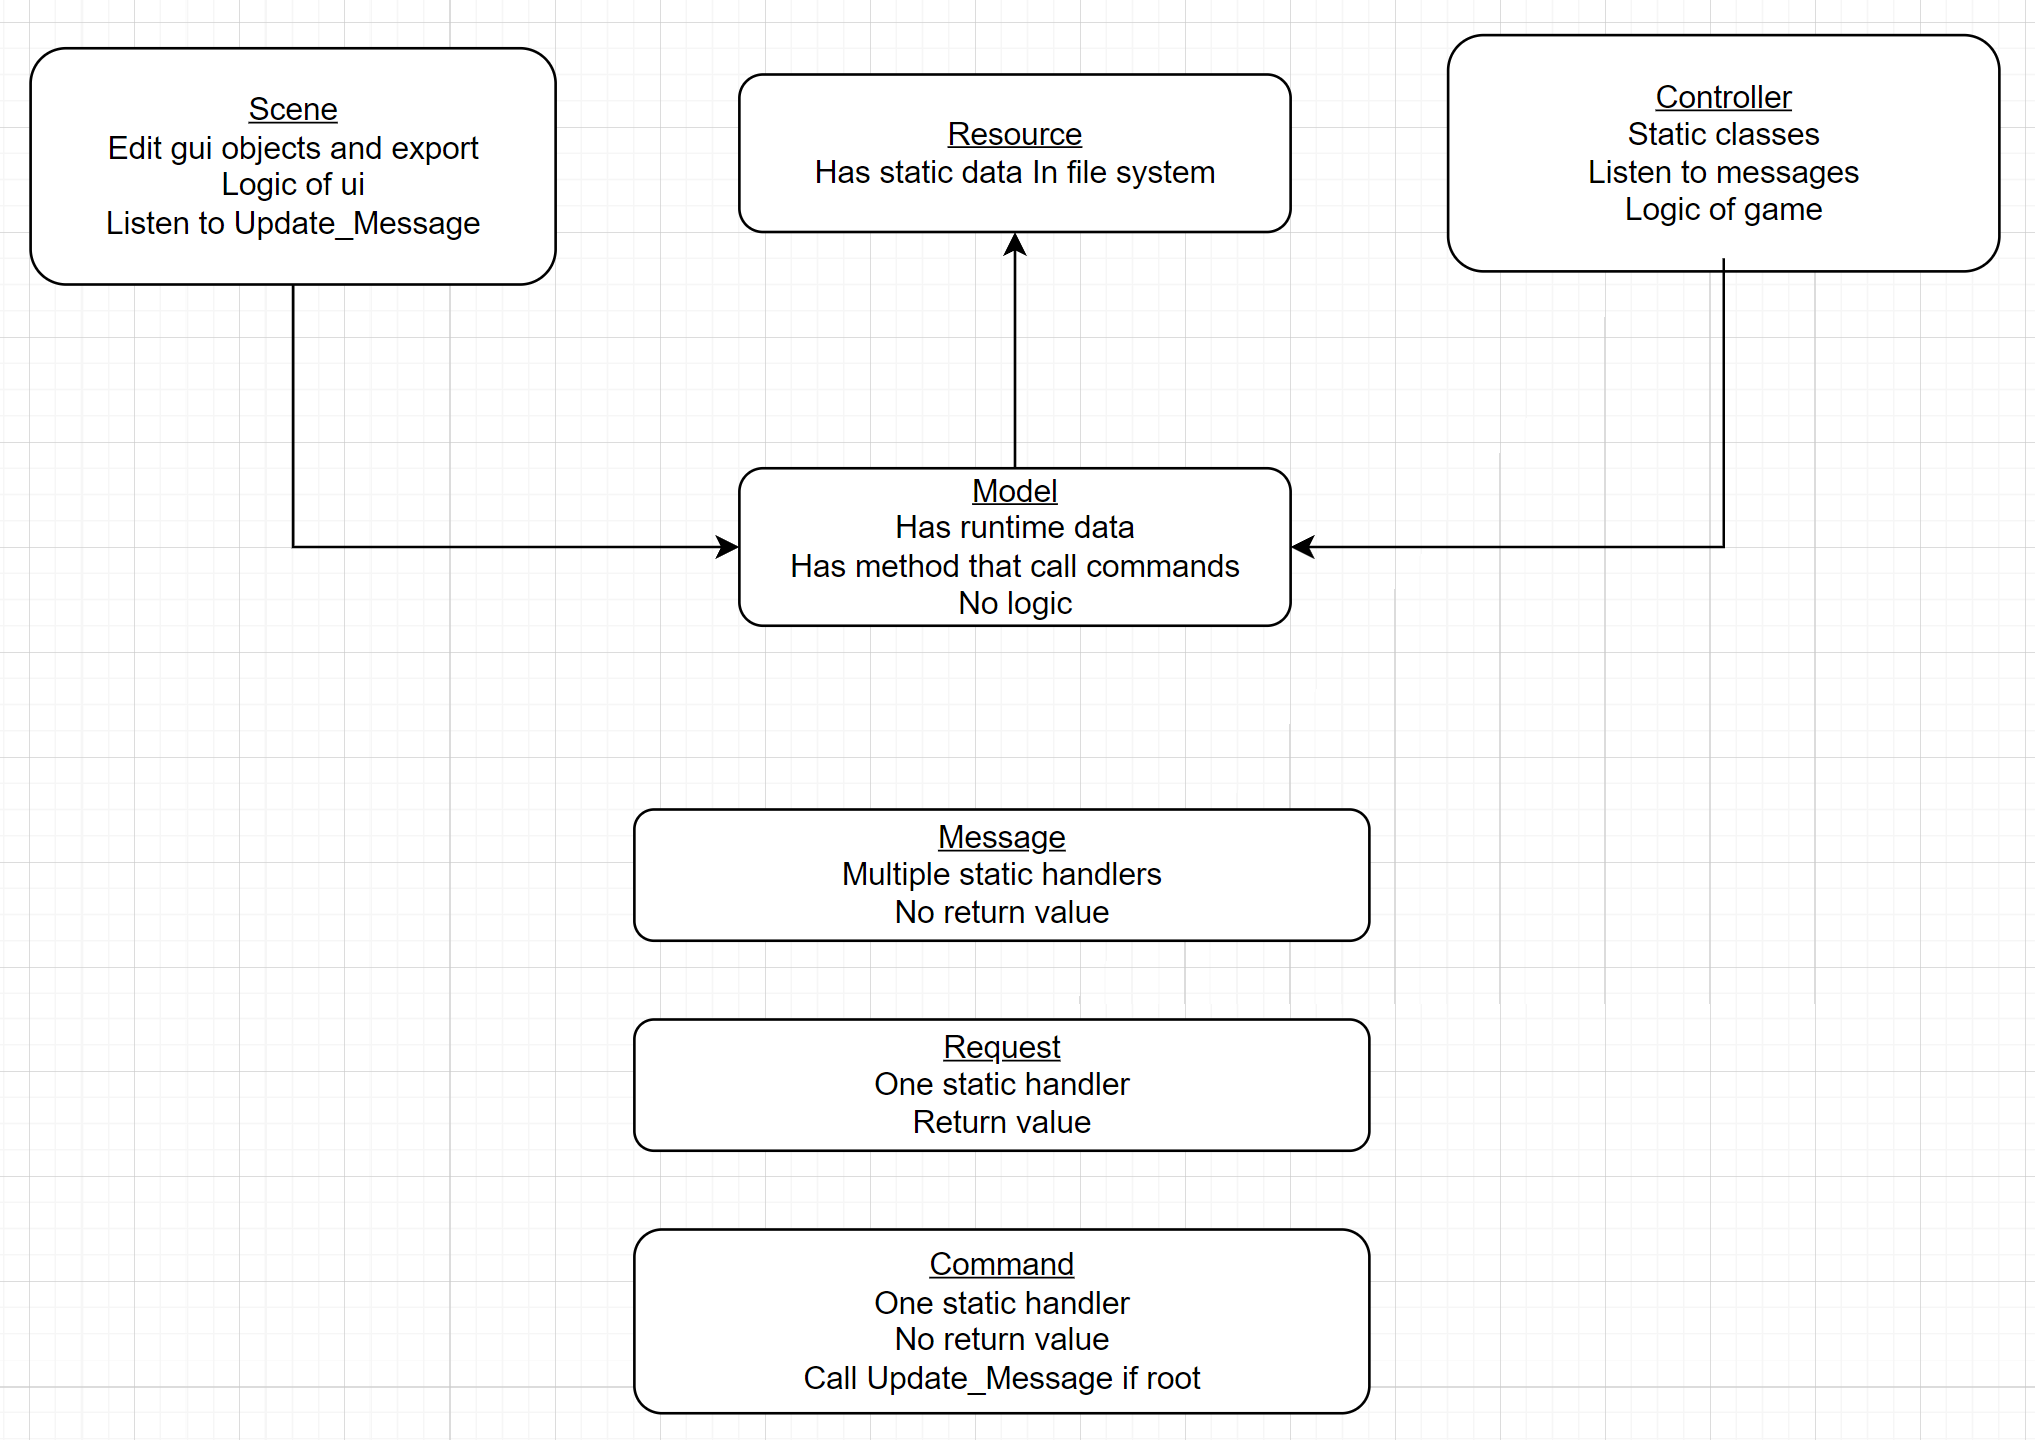 Scene
Edit gui objects and export
Logic of ui
Listen to Update_Message
Resource
Has static data In file system
Controller
Static classes
Listen to messages
Logic of game
Model
Has runtime data
Has method that call commands
No logic
Message
Multiple static handlers
No return value
Request
One static handler
Return value
Command
One static handler
No return value
Call Update_Message if root